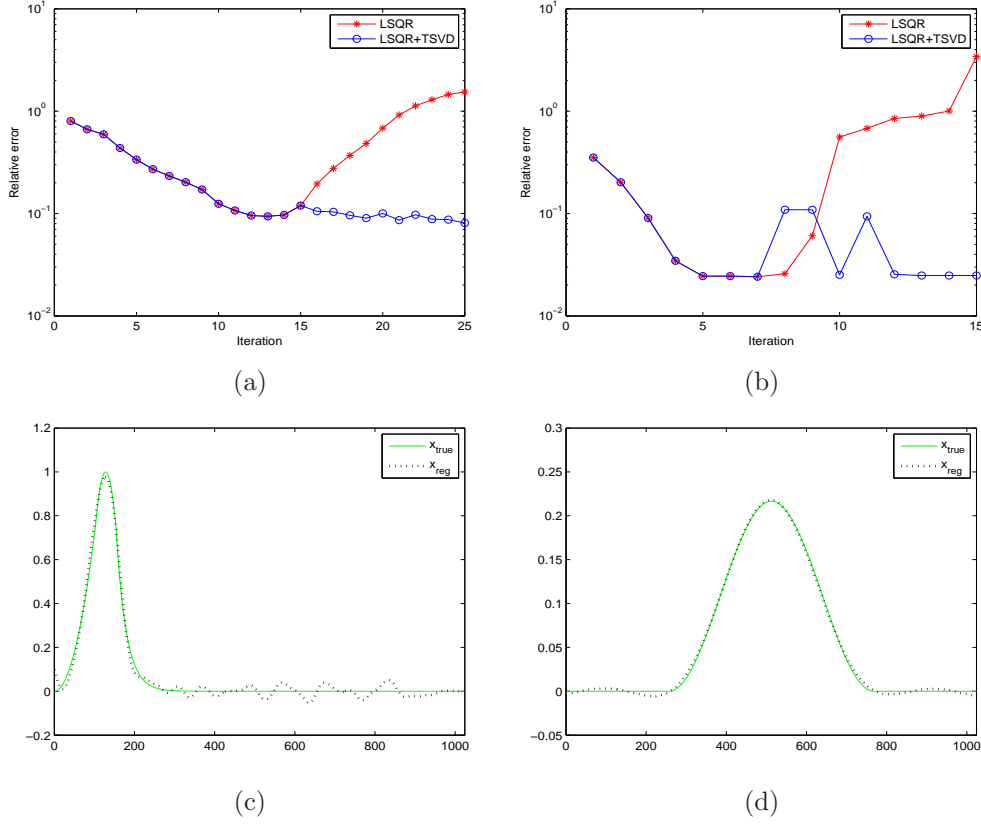 10^1
10^0
10^-1
10^-2
Relative error
0 5 10 15 20 25
Iteration
LSQR
LSQR+TSVD
(a)
10^1
10^0
10^-1
10^-2
Relative error
0 5 10 15
Iteration
LSQR
LSQR+TSVD
(b)
1.2
1
0.8
0.6
0.4
0.2
0
−0.2
0 200 400 600 800 1000
x_true
x_reg
(c)
0.3
0.25
0.2
0.15
0.1
0.05
0
−0.05
0 200 400 600 800 1000
x_true
x_reg
(d)